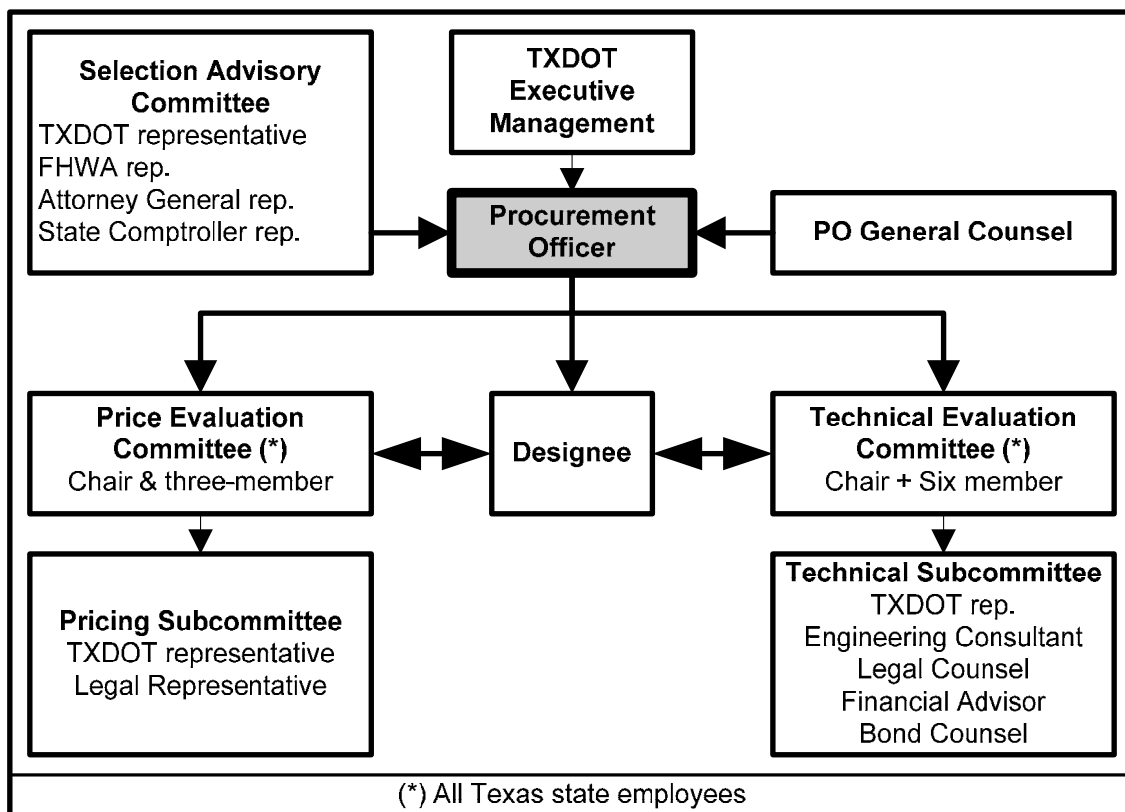 Selection Advisory
Committee
TXDOT representative
FHWA rep.
Attorney General rep.
State Comptroller rep.
TXDOT
Executive
Management
Procurement
Officer
PO General Counsel
Price Evaluation
Committee (*)
Chair & three-member
Designee
Technical Evaluation
Committee (*)
Chair + Six member
Pricing Subcommittee
TXDOT representative
Legal Representative
Technical Subcommittee
TXDOT rep.
Engineering Consultant
Legal Counsel
Financial Advisor
Bond Counsel
(*) All Texas state employees